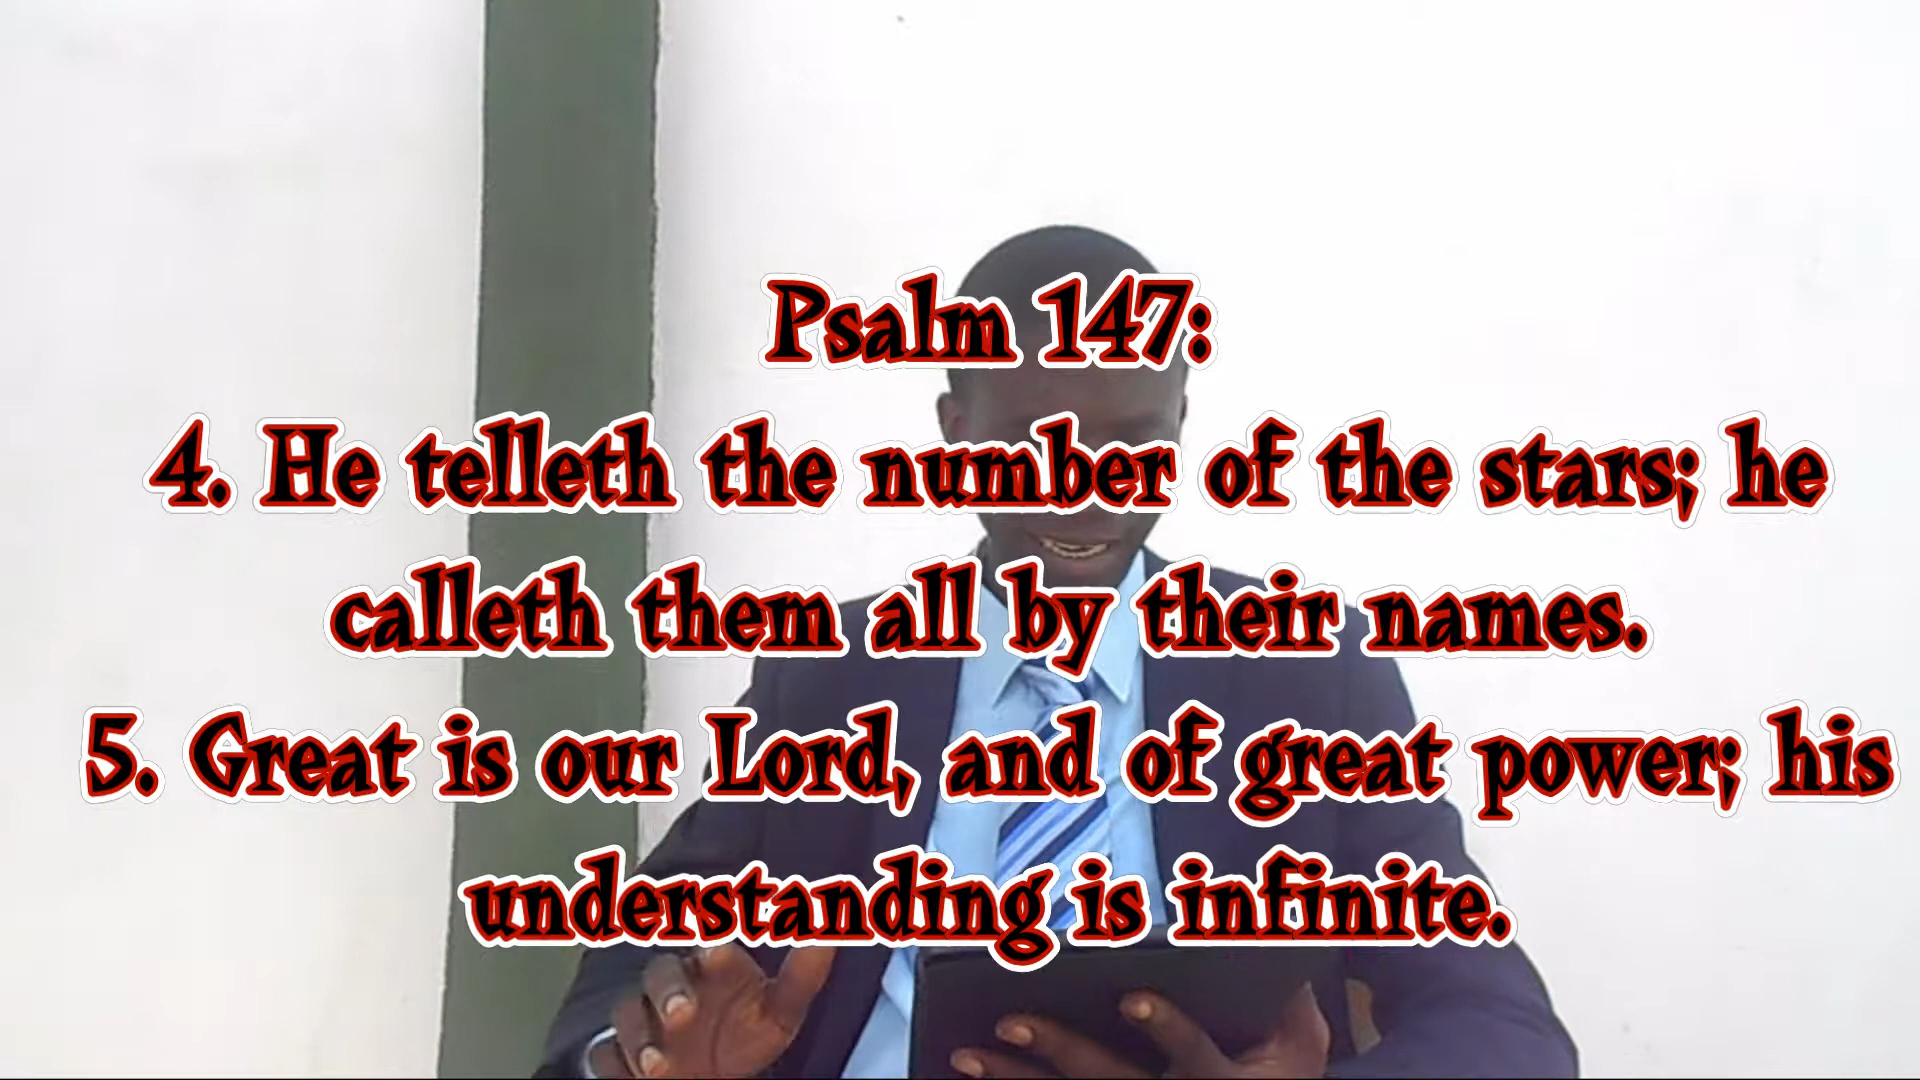 Psalm 147:
4. He telleth the number of the stars; he
calleth them all by their names.
5. Great is our Lord, and of great power; his
understanding is infinite.